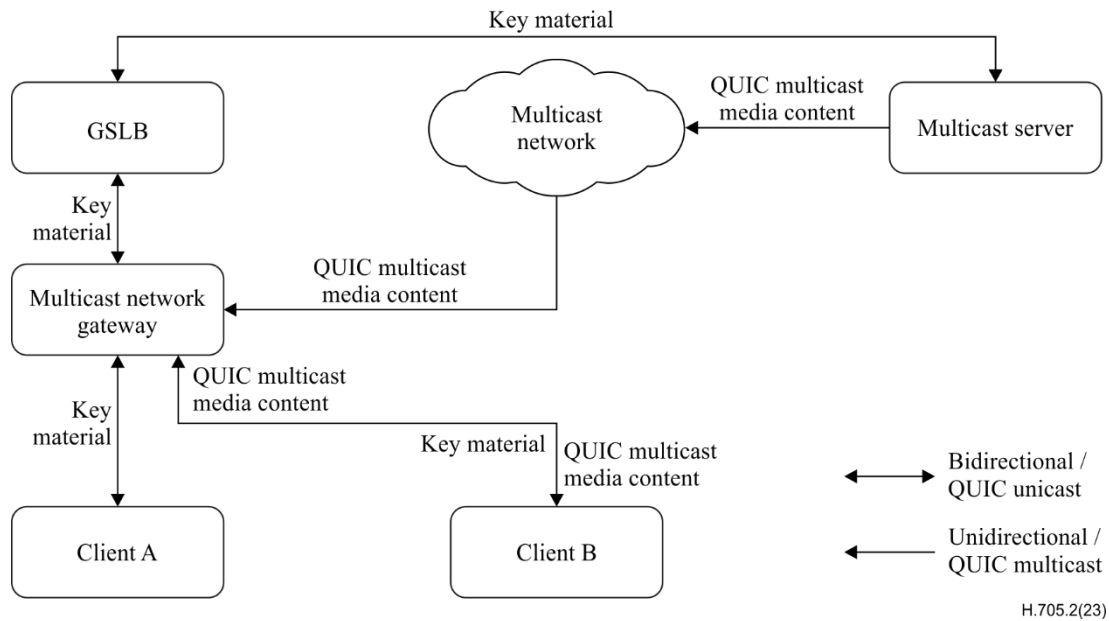 Key material
GSLB
Multicast
network
QUIC multicast
media content
Multicast server
Key
material
QUIC multicast
media content
Multicast network
gateway
QUIC multicast
media content
Key
material
Key material
QUIC multicast
media content
Client A
Client B
Bidirectional /
QUIC unicast
Unidirectional /
QUIC multicast
H.705.2(23)